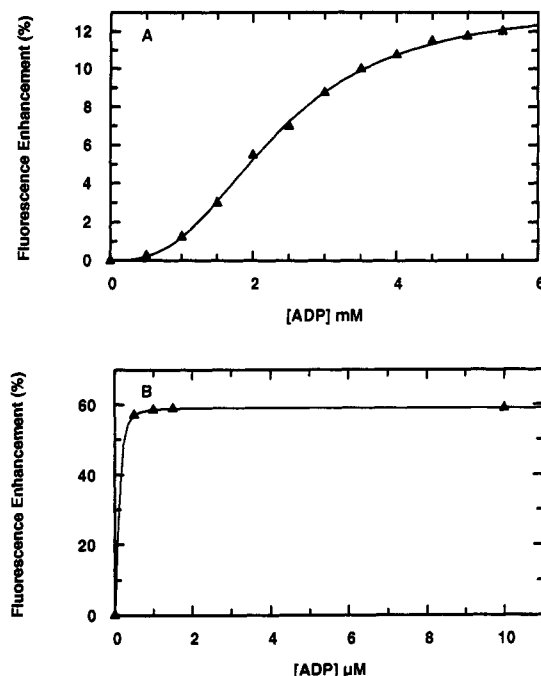 A
Fluorescence Enhancement (%)
12
10
8
6
4
2
0
0 2 4 6
[ADP] mM
B
Fluorescence Enhancement (%)
60
40
20
0
0 2 4 6 8 10
[ADP] µM